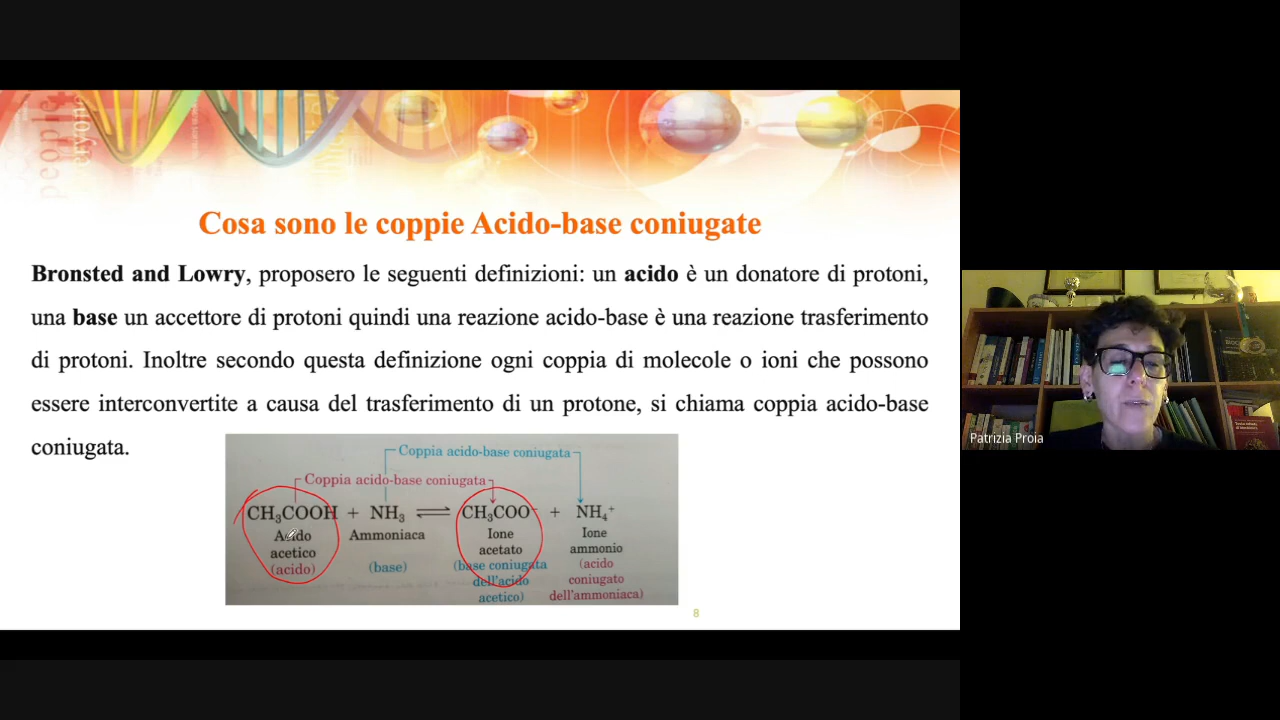 people
everyone
Cosa sono le coppie Acido-base coniugate
Bronsted and Lowry, proposero le seguenti definizioni: un acido è un donatore di protoni,
una base un accettore di protoni quindi una reazione acido-base è una reazione trasferimento
di protoni. Inoltre secondo questa definizione ogni coppia di molecole o ioni che possono
essere interconvertite a causa del trasferimento di un protone, si chiama coppia acido-base
coniugata.
Coppia acido-base coniugata
Coppia acido-base coniugata
CH₃COOH + NH₃ ⇌ CH₃COO⁻ + NH₄⁺
Acido Ammoniaca Ione Ione
acetico acetato ammonio
(acido) (base) (base coniugata (acido
dell'acido coniugato
acetico) dell'ammoniaca)
8
Patrizia Proia